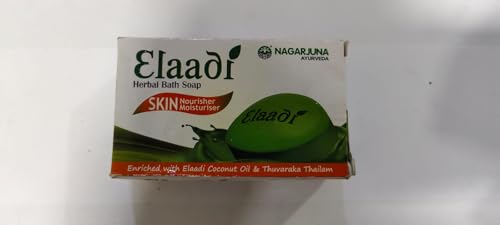 Elaadi
Herbal Bath Soap
NAGARJUNA
AYURVEDA
SKIN Nourisher
Moisturiser
Elaadi
Enriched with Elaadi Coconut Oil & Thuvaraka Thailam